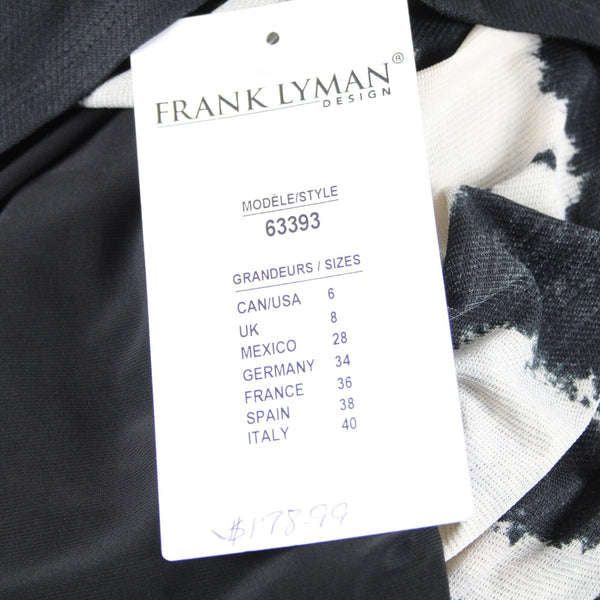 FRANK LYMAN®
DESIGN
MODÉLE/STYLE
63393
GRANDEURS / SIZES
CAN/USA 6
UK 8
MEXICO 28
GERMANY 34
FRANCE 36
SPAIN 38
ITALY 40
$178.99